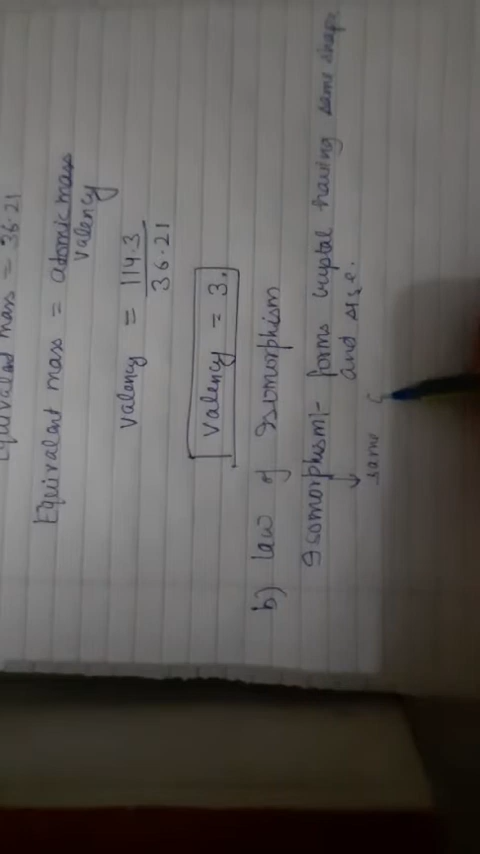 Equivalent mass = 36.21
Equivalent mass = atomic mass
valency
valency = 114.3
36.21
valency = 3.
b) law of Isomorphism
Isomorphism:- forms crystal having same shape
and size.
same